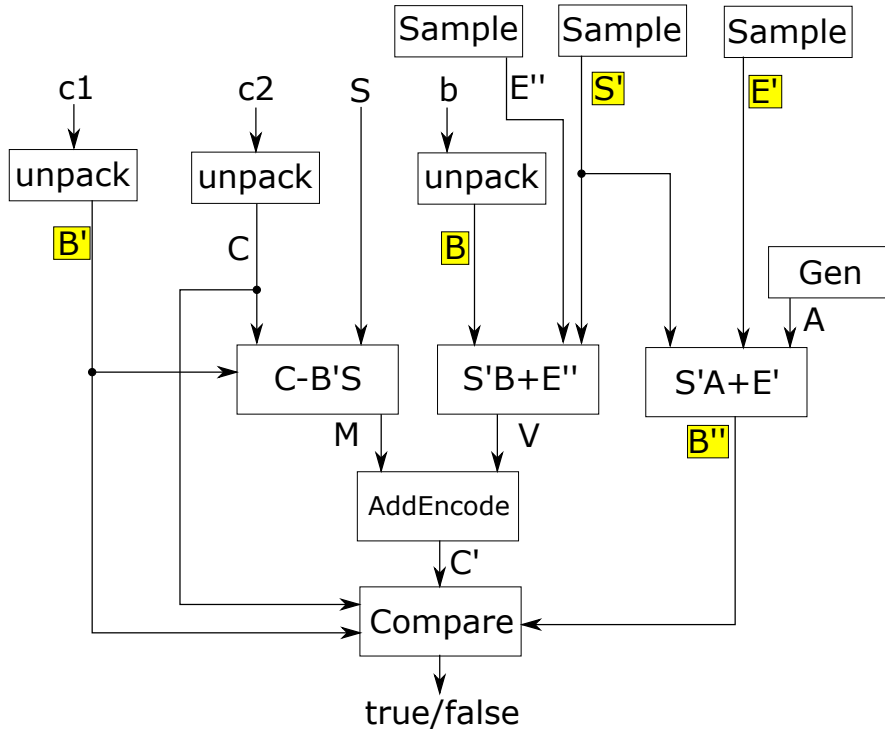 Sample
Sample
Sample
c1
c2
S
b
E''
S'
E'
unpack
unpack
unpack
B'
C
B
Gen
A
C-B'S
S'B+E''
S'A+E'
M
V
B''
AddEncode
C'
Compare
true/false